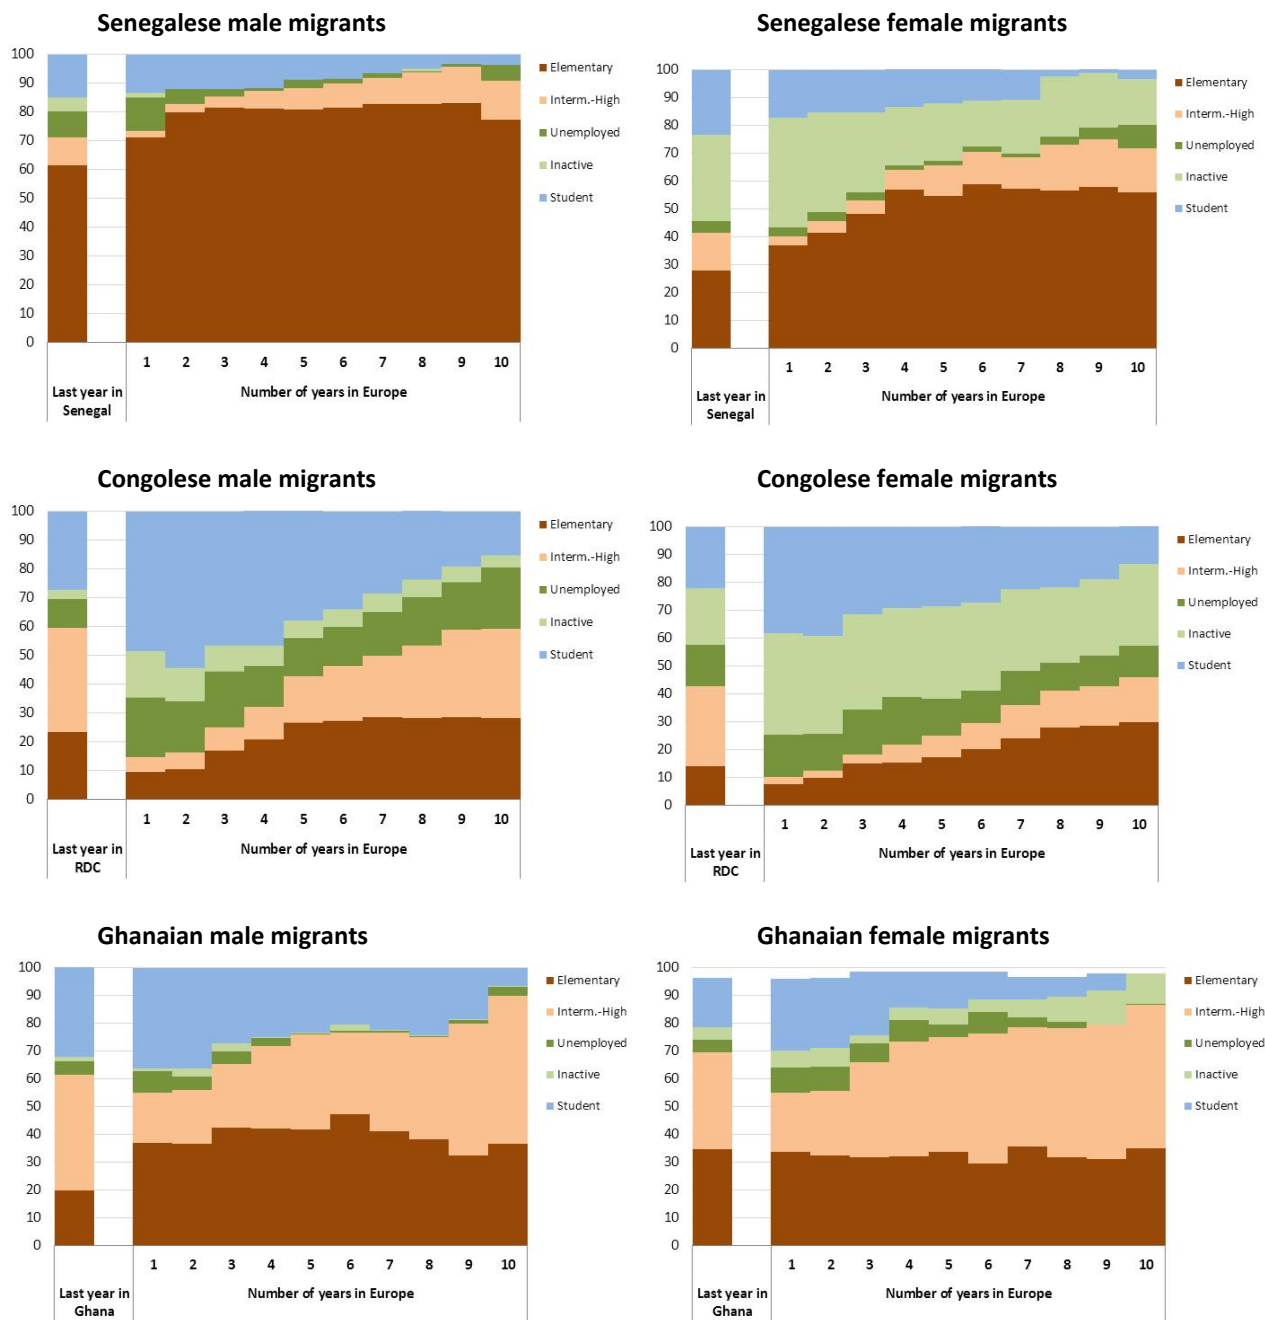 Senegalese male migrants
100
90
80
70
60
50
40
30
20
10
0
Elementary
Interm.-High
Unemployed
Inactive
Student
1 2 3 4 5 6 7 8 9 10
Last year in
Senegal
Number of years in Europe
Senegalese female migrants
100
90
80
70
60
50
40
30
20
10
0
Elementary
Interm.-High
Unemployed
Inactive
Student
1 2 3 4 5 6 7 8 9 10
Last year in
Senegal
Number of years in Europe
Congolese male migrants
100
90
80
70
60
50
40
30
20
10
0
Elementary
Interm.-High
Unemployed
Inactive
Student
1 2 3 4 5 6 7 8 9 10
Last year in
RDC
Number of years in Europe
Congolese female migrants
100
90
80
70
60
50
40
30
20
10
0
Elementary
Interm.-High
Unemployed
Inactive
Student
1 2 3 4 5 6 7 8 9 10
Last year in
RDC
Number of years in Europe
Ghanaian male migrants
100
90
80
70
60
50
40
30
20
10
0
Elementary
Interm.-High
Unemployed
Inactive
Student
1 2 3 4 5 6 7 8 9 10
Last year in
Ghana
Number of years in Europe
Ghanaian female migrants
100
90
80
70
60
50
40
30
20
10
0
Elementary
Interm.-High
Unemployed
Inactive
Student
1 2 3 4 5 6 7 8 9 10
Last year in
Ghana
Number of years in Europe